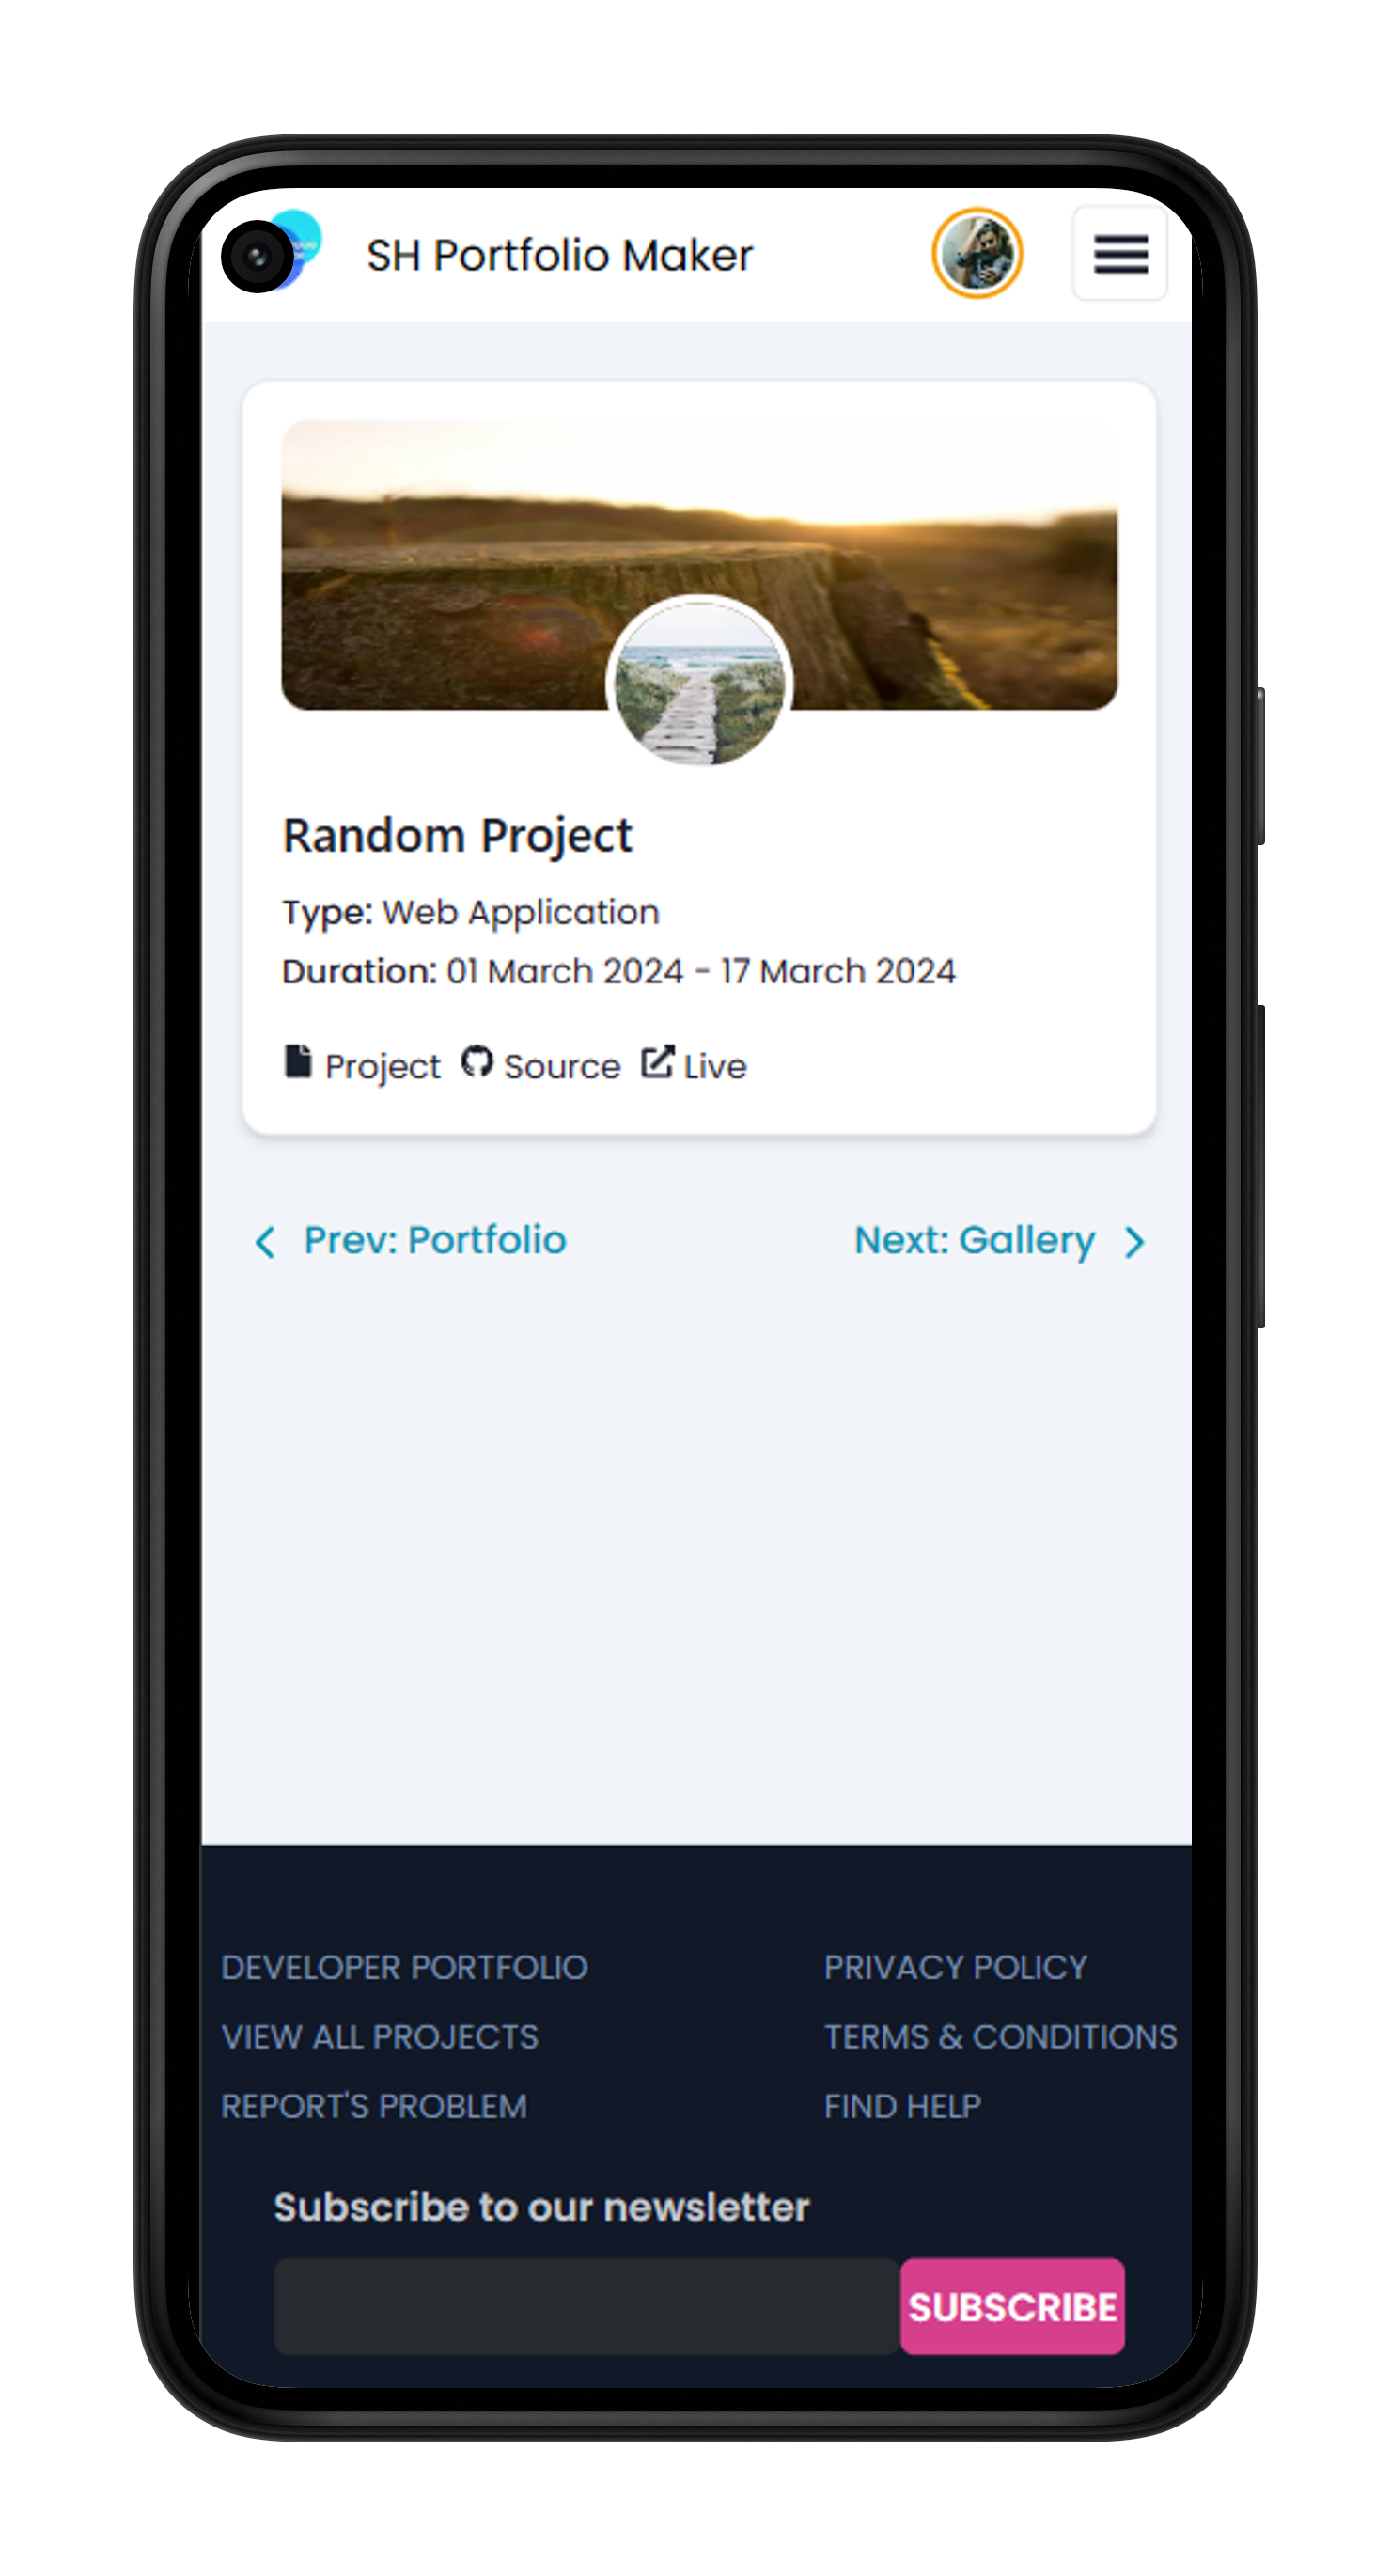 SH Portfolio Maker
Random Project
Type: Web Application
Duration: 01 March 2024 - 17 March 2024
Project Source Live
Prev: Portfolio Next: Gallery
DEVELOPER PORTFOLIO PRIVACY POLICY
VIEW ALL PROJECTS TERMS & CONDITIONS
REPORT'S PROBLEM FIND HELP
Subscribe to our newsletter
SUBSCRIBE